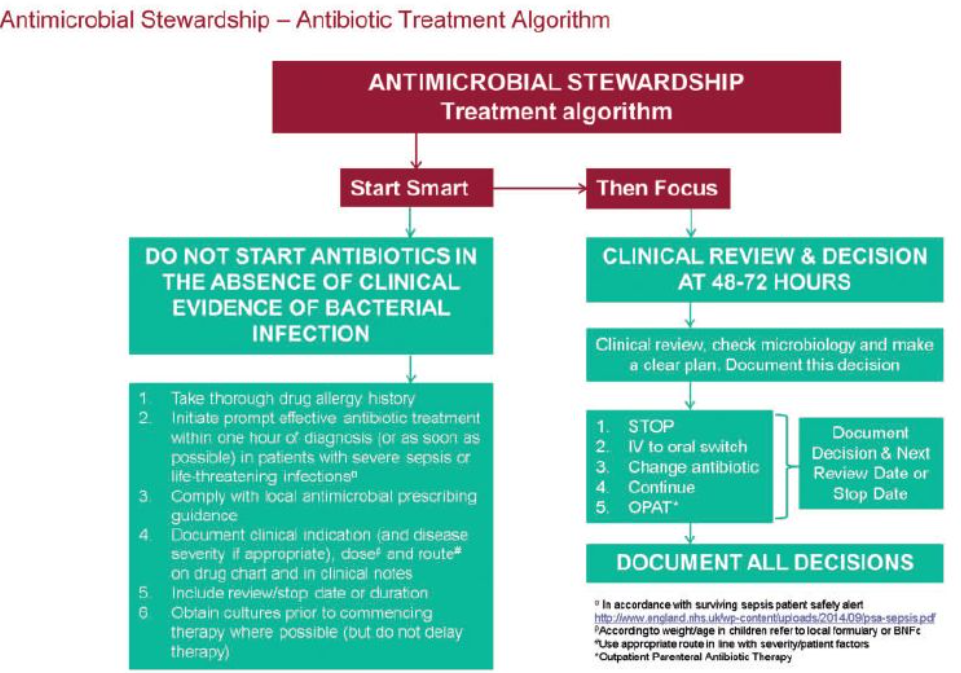 Antimicrobial Stewardship – Antibiotic Treatment Algorithm
ANTIMICROBIAL STEWARDSHIP
Treatment algorithm
Start Smart
Then Focus
DO NOT START ANTIBIOTICS IN
THE ABSENCE OF CLINICAL
EVIDENCE OF BACTERIAL
INFECTION
1. Take thorough drug allergy history
2. Initiate prompt effective antibiotic treatment
within one hour of diagnosis (or as soon as
possible) in patients with severe sepsis or
life-threatening infectionsᵅ
3. Comply with local antimicrobial prescribing
guidance
4. Document clinical indication (and disease
severity if appropriate), doseᵝ and route#
on drug chart and in clinical notes
5. Include review/stop date or duration
6. Obtain cultures prior to commencing
therapy where possible (but do not delay
therapy)
CLINICAL REVIEW & DECISION
AT 48-72 HOURS
Clinical review, check microbiology and make
a clear plan. Document this decision
1. STOP
2. IV to oral switch
3. Change antibiotic
4. Continue
5. OPAT*
Document
Decision & Next
Review Date or
Stop Date
DOCUMENT ALL DECISIONS
ᵅ In accordance with surviving sepsis patient safety alert
http://www.england.nhs.uk/wp-content/uploads/2014/09/psa-sepsis.pdf
ᵝAccording to weight/age in children refer to local formulary or BNFc
#Use appropriate route in line with severity/patient factors
*Outpatient Parenteral Antibiotic Therapy